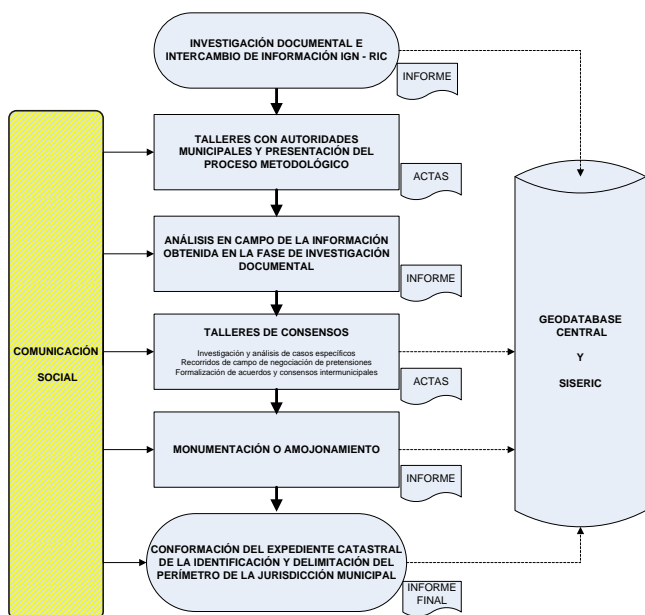 INVESTIGACIÓN DOCUMENTAL E
INTERCAMBIO DE INFORMACIÓN IGN - RIC
INFORME
TALLERES CON AUTORIDADES
MUNICIPALES Y PRESENTACIÓN DEL
PROCESO METODOLÓGICO
ACTAS
ANÁLISIS EN CAMPO DE LA INFORMACIÓN
OBTENIDA EN LA FASE DE INVESTIGACIÓN
DOCUMENTAL
INFORME
TALLERES DE CONSENSOS
Investigación y análisis de casos específicos
Recorridos de campo de negociación de pretensiones
Formalización de acuerdos y consensos intermunicipales
ACTAS
MONUMENTACIÓN O AMOJONAMIENTO
INFORME
CONFORMACIÓN DEL EXPEDIENTE CATASTRAL
DE LA IDENTIFICACIÓN Y DELIMITACIÓN DEL
PERÍMETRO DE LA JURISDICCIÓN MUNICIPAL
INFORME
FINAL
COMUNICACIÓN
SOCIAL
GEODATABASE
CENTRAL
Y
SISERIC